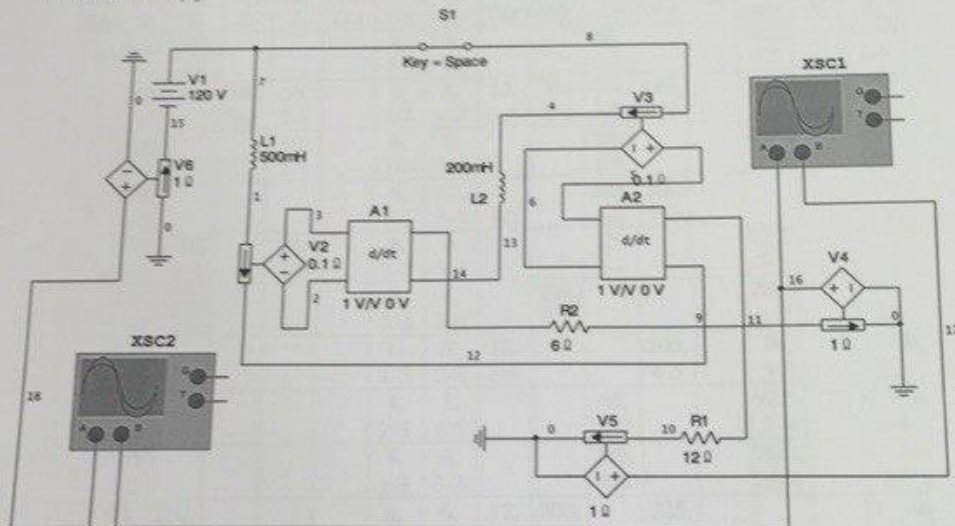 S1
8
Key = Space
XSC1
G
T
A
B
V1
120 V
0
15
7
V3
4
L1
500mH
V6
1 Ω
200mH
L2
0.1 Ω
A2
6
1
3
A1
0
V2
0.1 Ω
d/dt
13
d/dt
2
14
1 V/V 0 V
1 V/V 0 V
V4
16
0
1 Ω
R2
6 Ω
9
11
12
XSC2
G
T
A
B
18
V5
0
10
R1
12 Ω
1 Ω